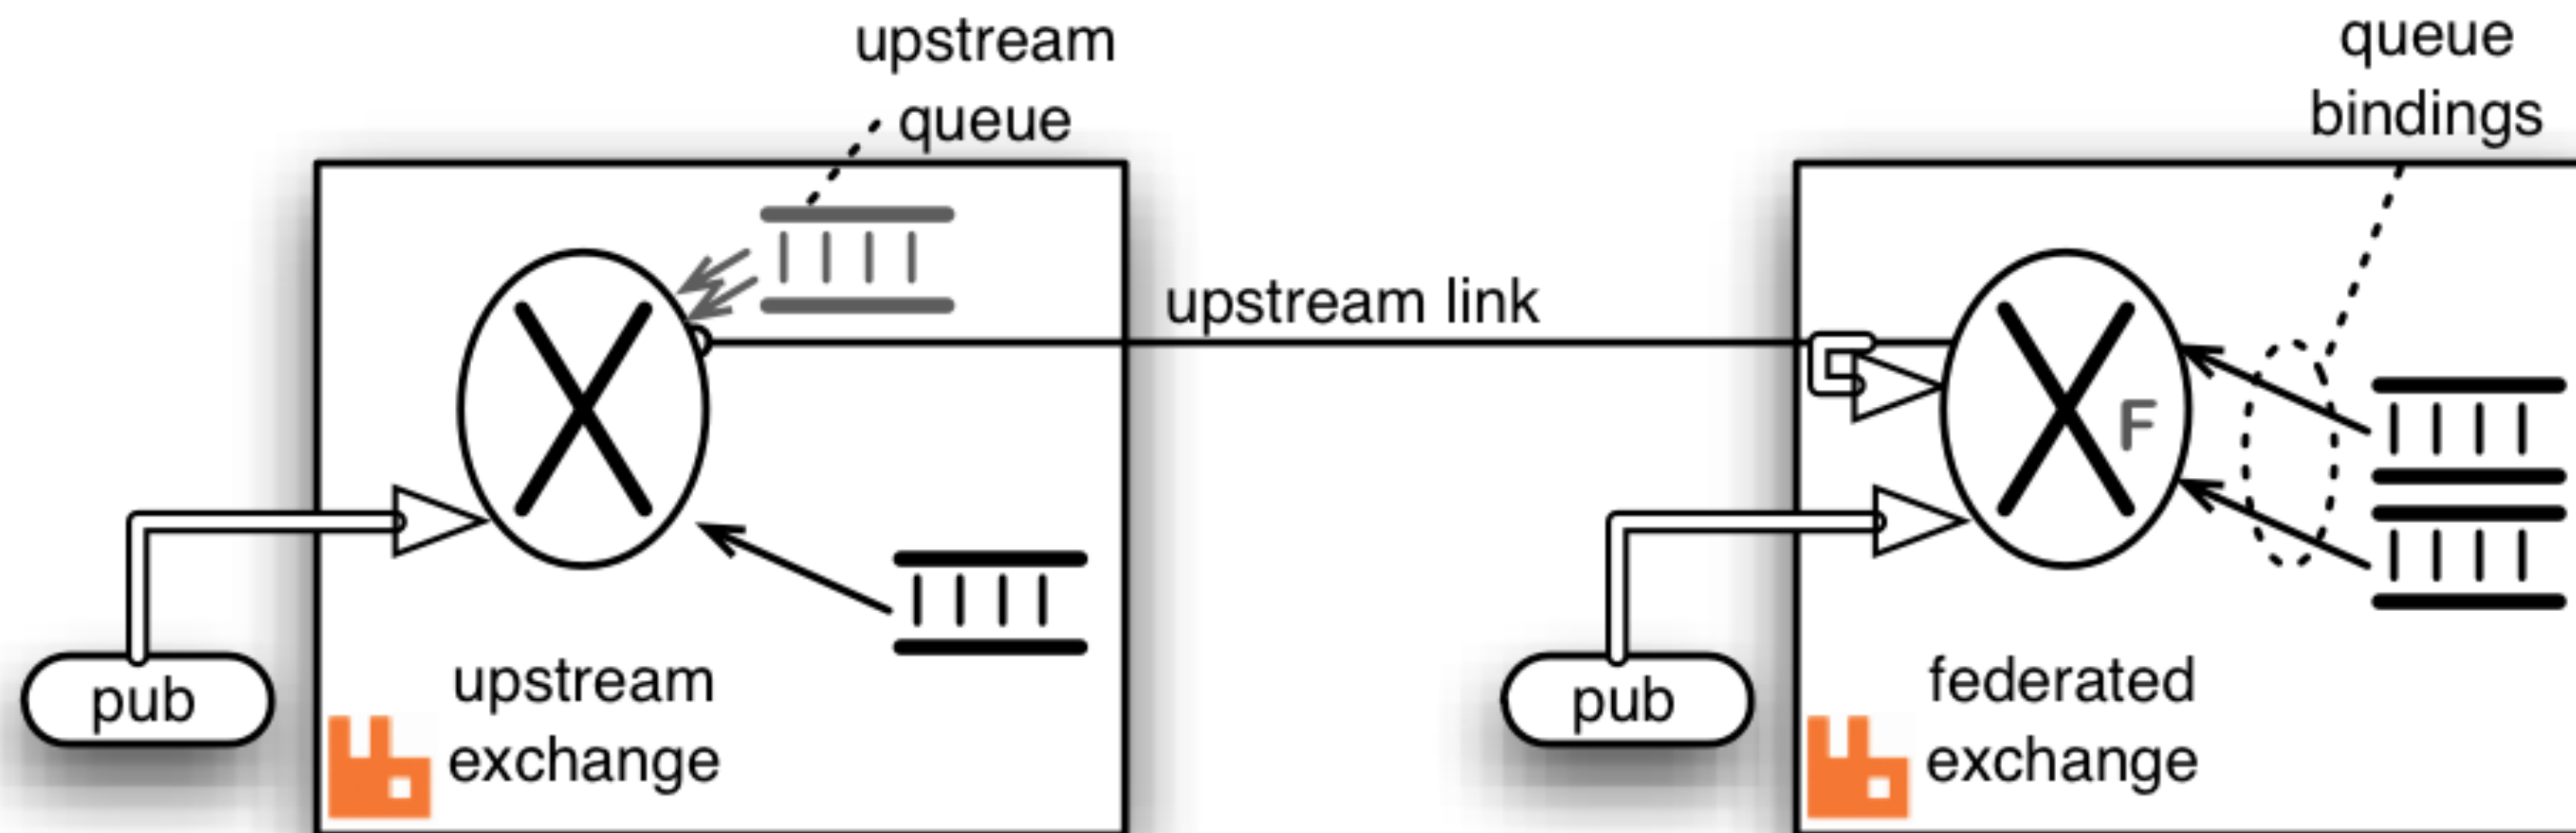 upstream
queue
queue
bindings
upstream link
F
pub
upstream
exchange
pub
federated
exchange